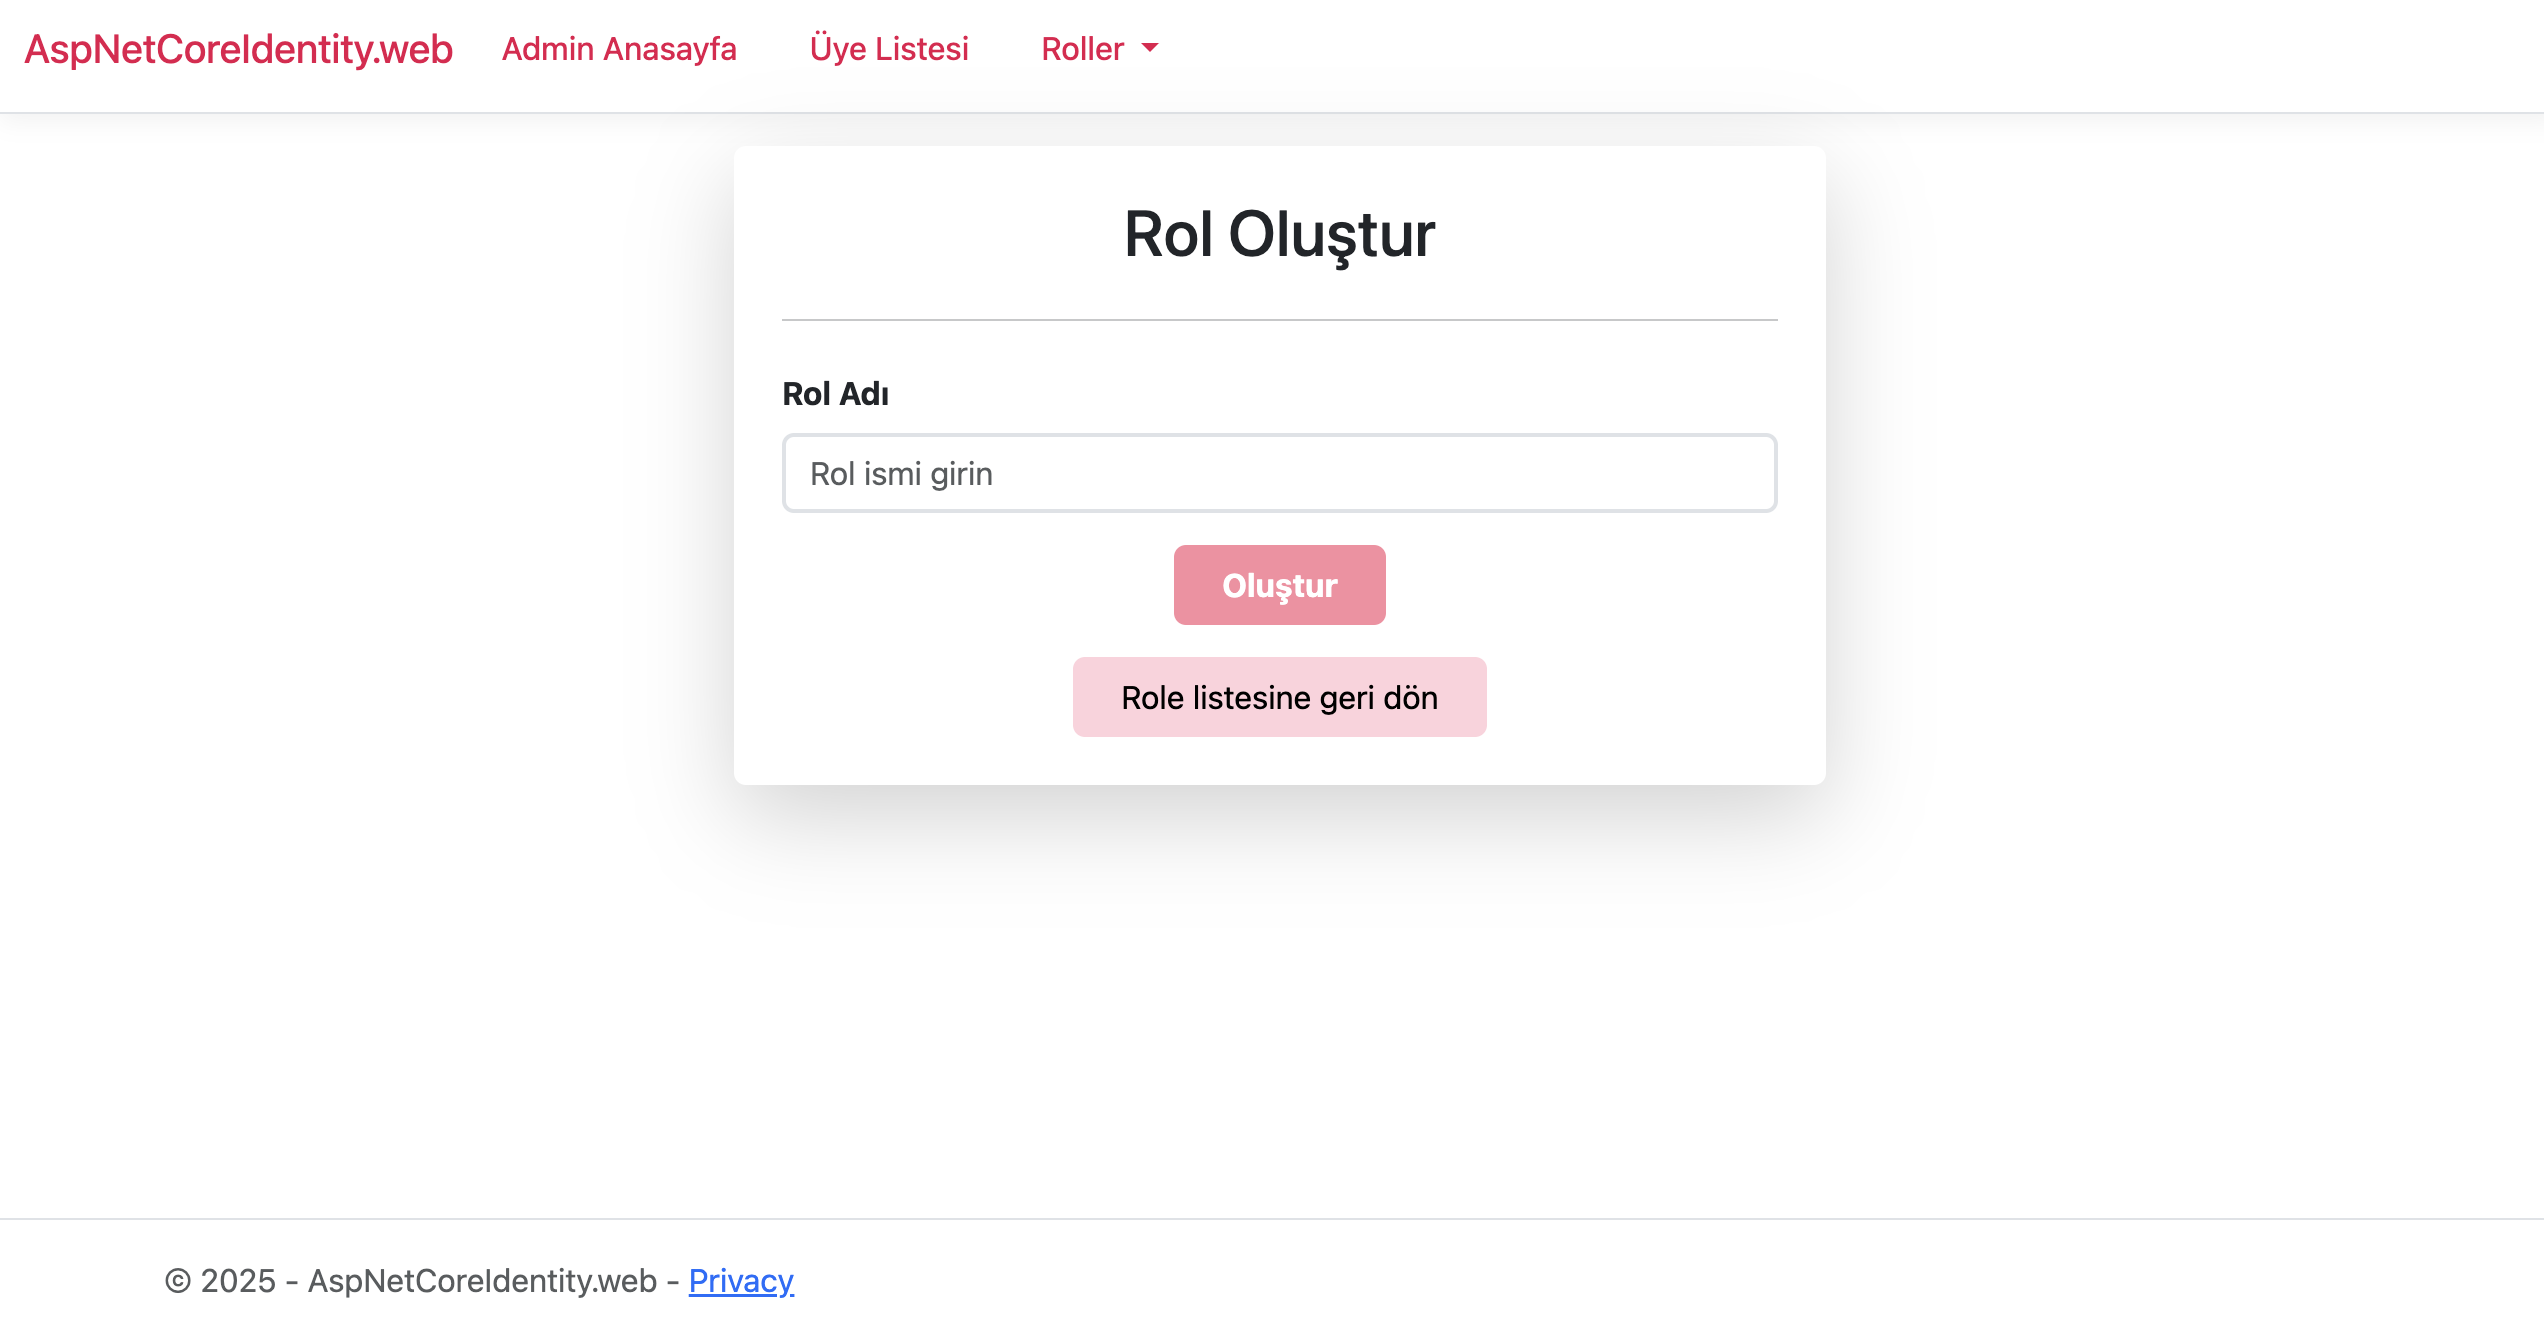 AspNetCoreIdentity.web Admin Anasayfa Üye Listesi Roller
Rol Oluştur
Rol Adı
Rol ismi girin
Oluştur
Role listesine geri dön
© 2025 - AspNetCoreIdentity.web - Privacy